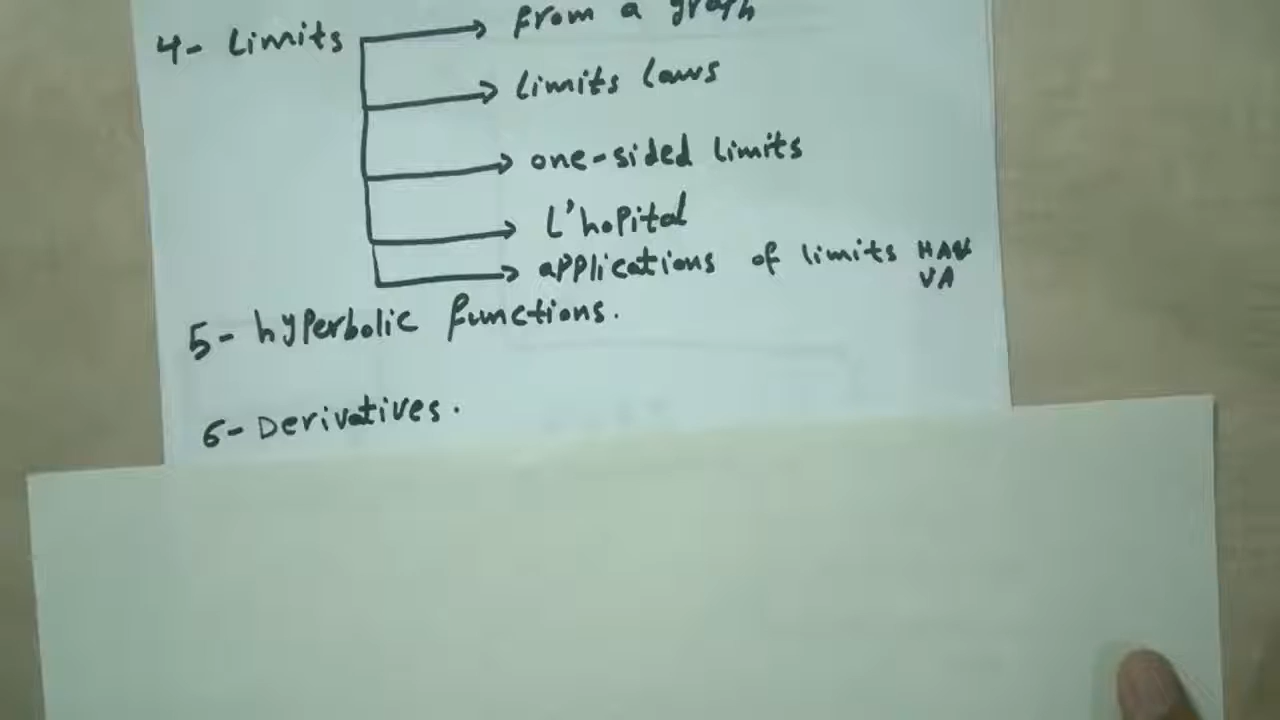 4- Limits
from a graph
limits laws
one-sided limits
L'hopital
applications of limits HA&
VA
5- hyperbolic functions.
6- Derivatives.